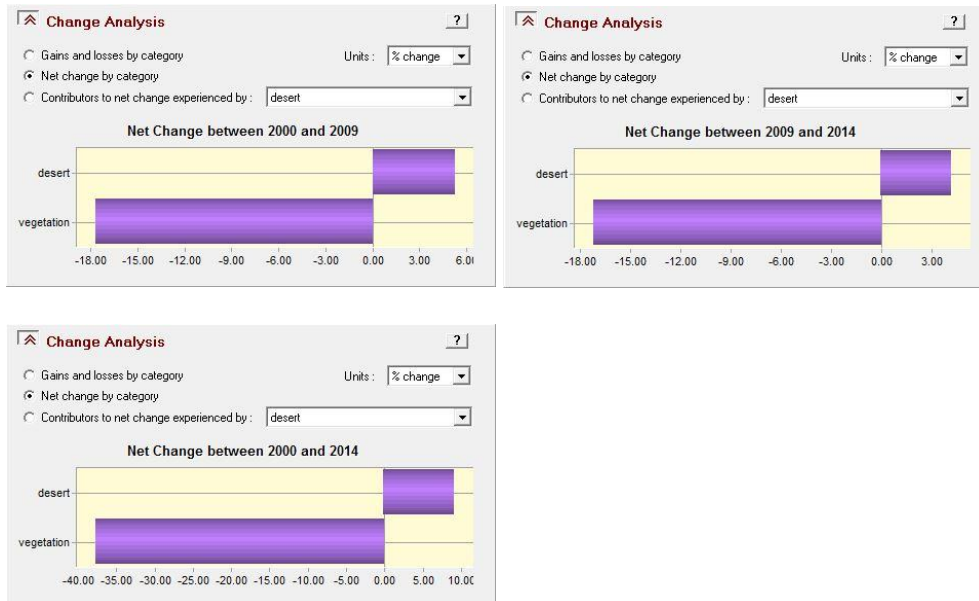 Change Analysis
?
Gains and losses by category
Units : % change
Net change by category
Contributors to net change experienced by : desert
Net Change between 2000 and 2009
desert
vegetation
-18.00 -15.00 -12.00 -9.00 -6.00 -3.00 0.00 3.00 6.0
Change Analysis
?
Gains and losses by category
Units : % change
Net change by category
Contributors to net change experienced by : desert
Net Change between 2009 and 2014
desert
vegetation
-18.00 -15.00 -12.00 -9.00 -6.00 -3.00 0.00 3.00
Change Analysis
?
Gains and losses by category
Units : % change
Net change by category
Contributors to net change experienced by : desert
Net Change between 2000 and 2014
desert
vegetation
-40.00 -35.00 -30.00 -25.00 -20.00 -15.00 -10.00 -5.00 0.00 5.00 10.00